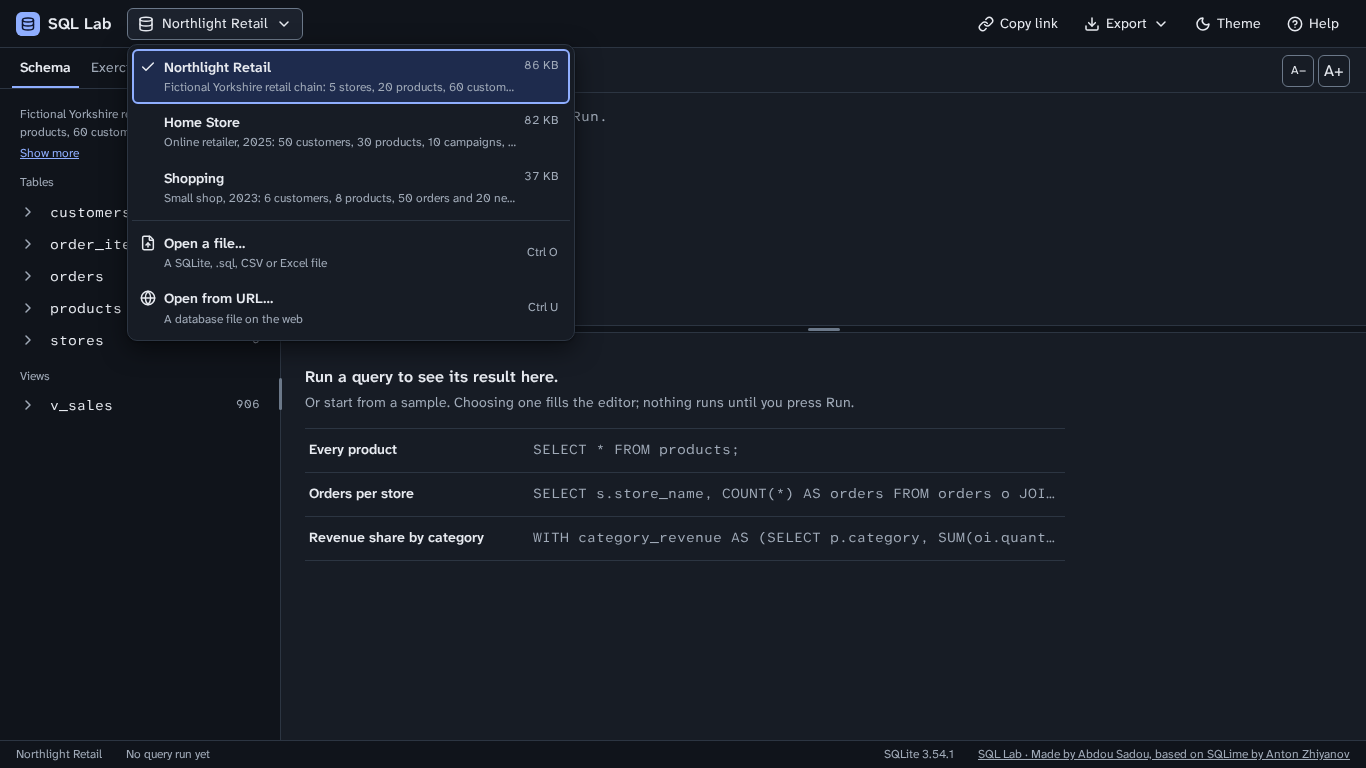 SQL Lab
Northlight Retail
Copy link
Export
Theme
Help
Schema
Exerc
A−
A+
Northlight Retail
86 KB
Fictional Yorkshire retail chain: 5 stores, 20 products, 60 custom…
Home Store
82 KB
Online retailer, 2025: 50 customers, 30 products, 10 campaigns, …
Shopping
37 KB
Small shop, 2023: 6 customers, 8 products, 50 orders and 20 ne…
Open a file…
A SQLite, .sql, CSV or Excel file
Ctrl O
Open from URL…
A database file on the web
Ctrl U
Run.
Fictional Yorkshire re
products, 60 custom
Show more
Tables
customers
order_ite
orders
products
stores
Views
v_sales
906
Run a query to see its result here.
Or start from a sample. Choosing one fills the editor; nothing runs until you press Run.
Every product
SELECT * FROM products;
Orders per store
SELECT s.store_name, COUNT(*) AS orders FROM orders o JOI…
Revenue share by category
WITH category_revenue AS (SELECT p.category, SUM(oi.quant…
Northlight Retail
No query run yet
SQLite 3.54.1
SQL Lab · Made by Abdou Sadou, based on SQLime by Anton Zhiyanov